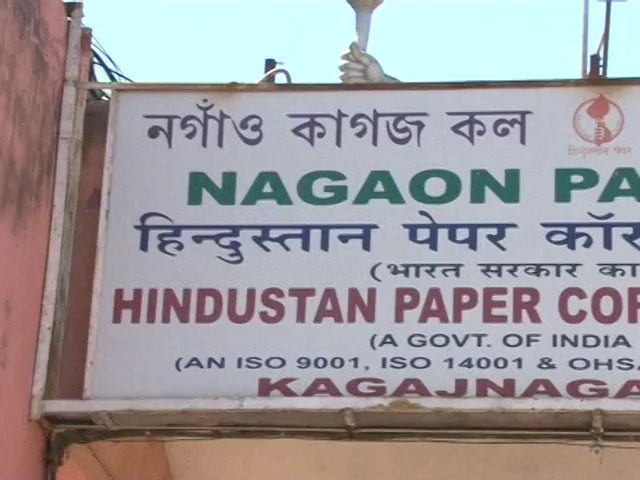 নগাঁও কাগজ কল
हिन्दुस्तान पेपर
NAGAON PA
हिन्दुस्तान पेपर कॉर
(भारत सरकार का
HINDUSTAN PAPER COR
(A GOVT. OF INDIA
(AN ISO 9001, ISO 14001 & OHSA
KAGAJNAGA